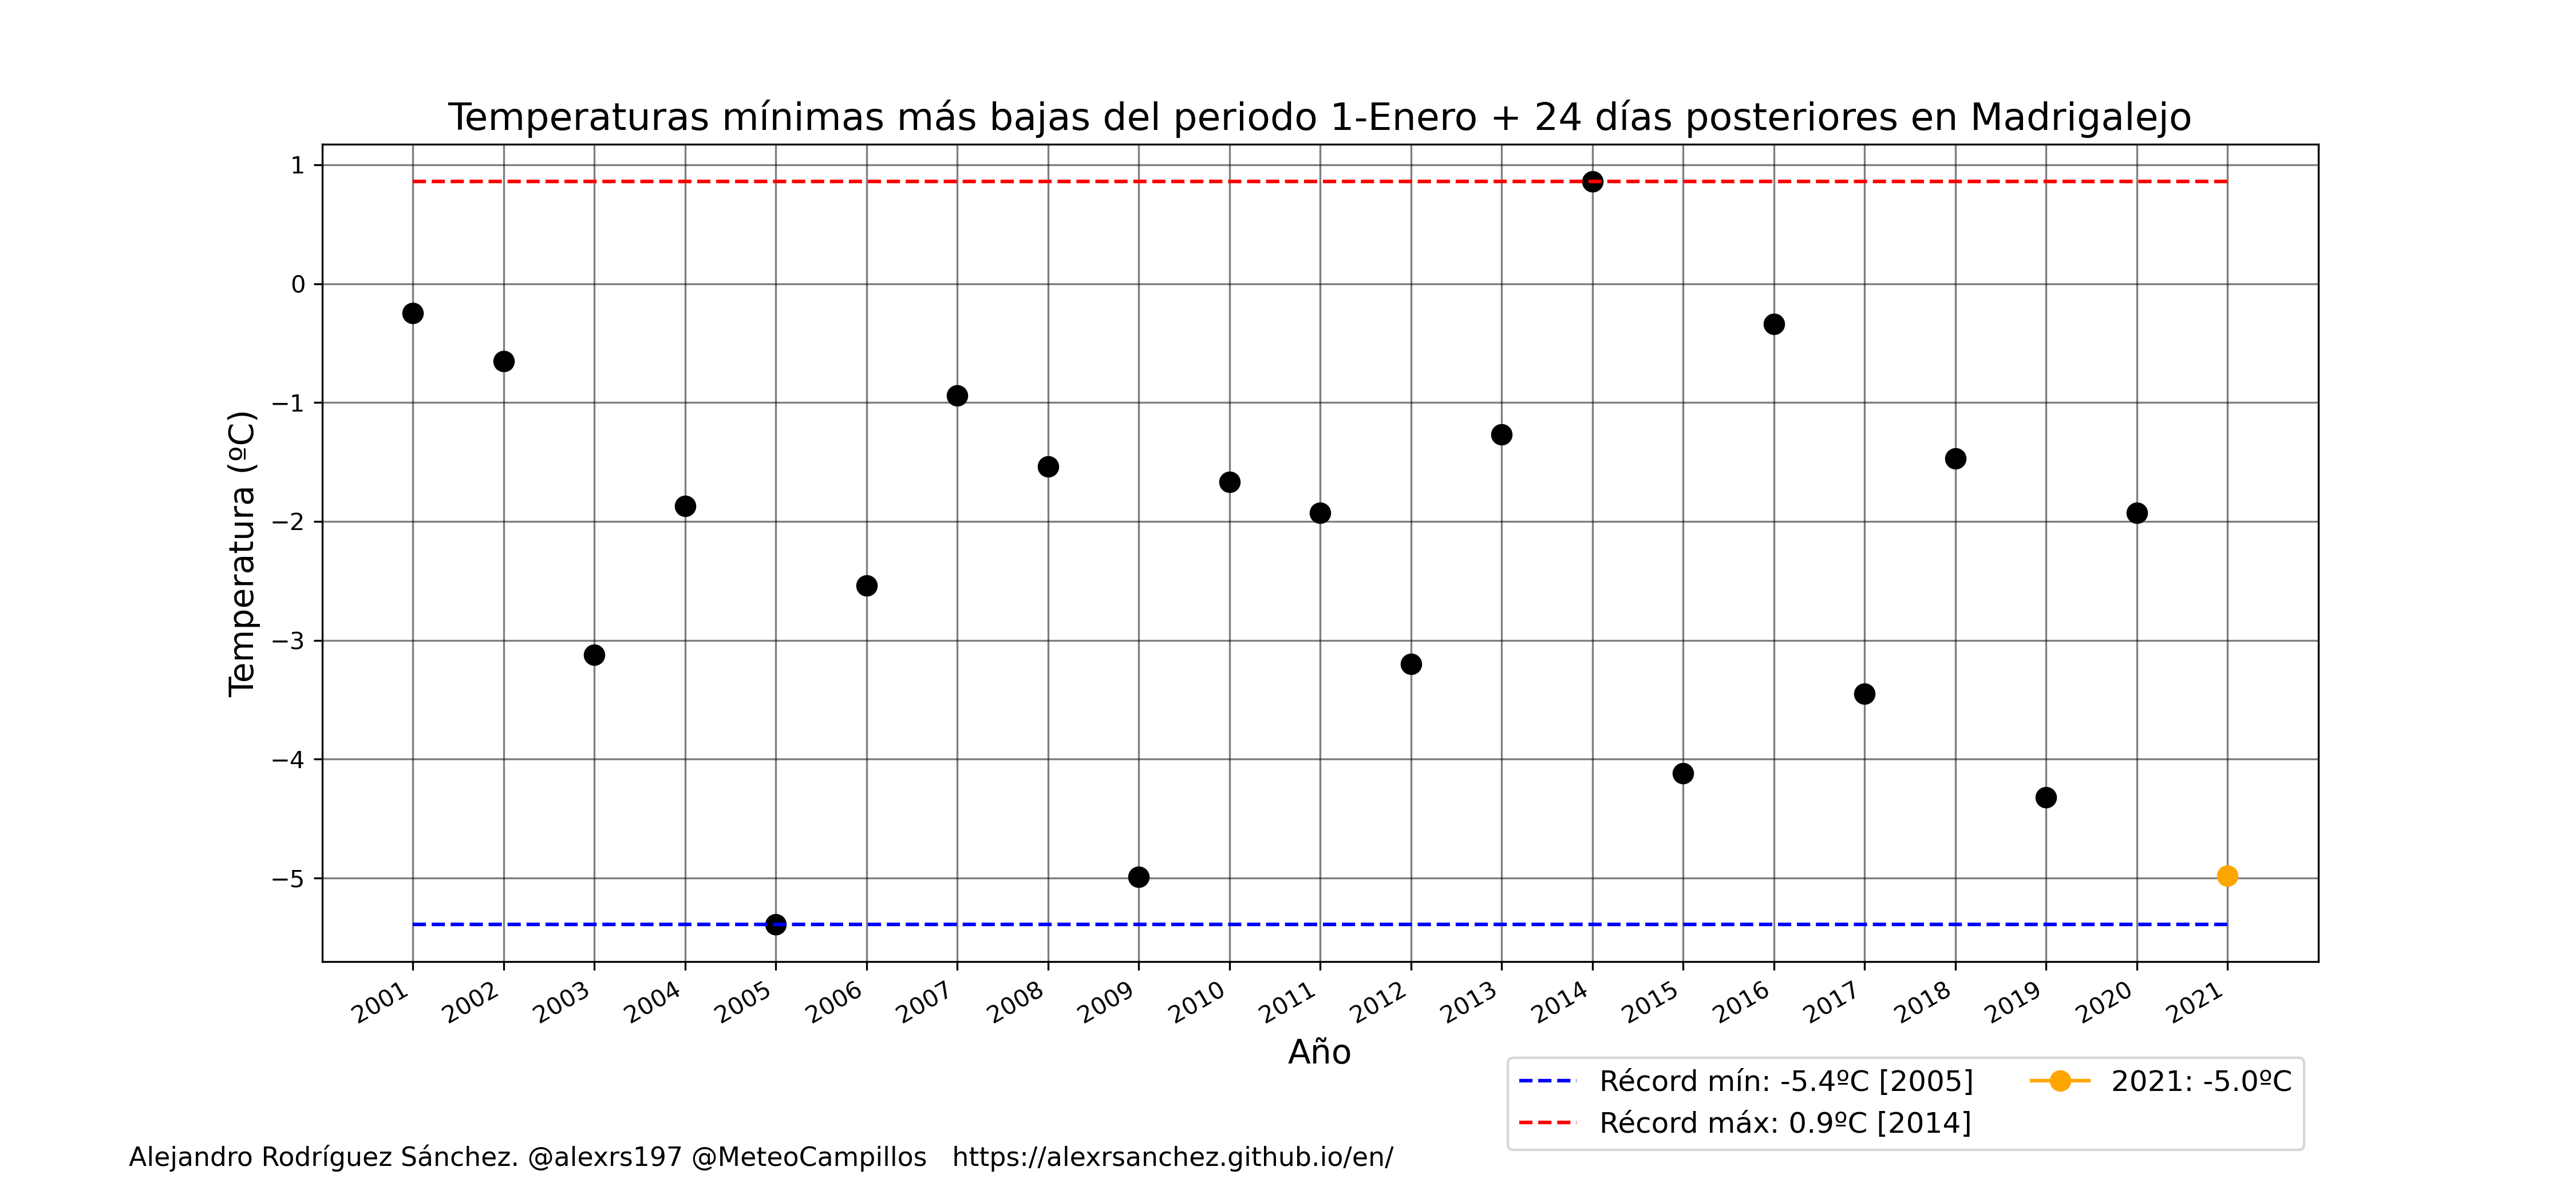 Temperaturas mínimas más bajas del periodo 1-Enero + 24 días posteriores en Madrigalejo
Temperatura (ºC)
1
0
−1
−2
−3
−4
−5
2001 2002 2003 2004 2005 2006 2007 2008 2009 2010 2011 2012 2013 2014 2015 2016 2017 2018 2019 2020 2021
Año
Récord mín: -5.4ºC [2005]
Récord máx: 0.9ºC [2014]
2021: -5.0ºC
Alejandro Rodríguez Sánchez. @alexrs197 @MeteoCampillos https://alexrsanchez.github.io/en/